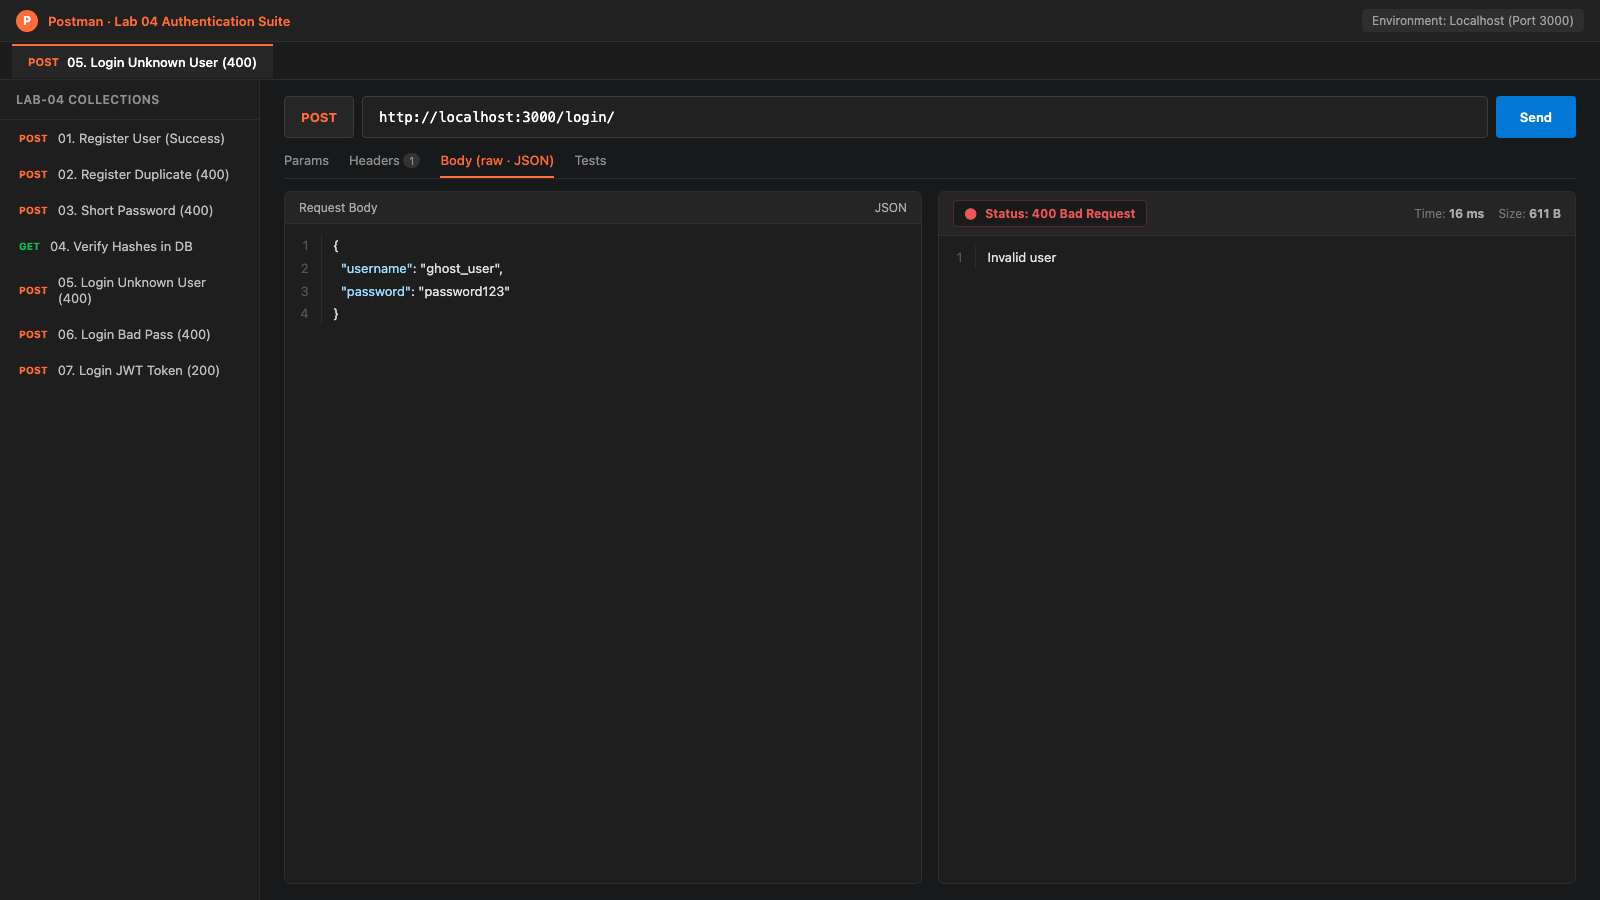 P Postman · Lab 04 Authentication Suite
Environment: Localhost (Port 3000)
POST 05. Login Unknown User (400)
LAB-04 COLLECTIONS
POST 01. Register User (Success)
POST 02. Register Duplicate (400)
POST 03. Short Password (400)
GET 04. Verify Hashes in DB
POST 05. Login Unknown User
(400)
POST 06. Login Bad Pass (400)
POST 07. Login JWT Token (200)
POST http://localhost:3000/login/ Send
Params Headers 1 Body (raw · JSON) Tests
Request Body JSON
1 {
2 "username": "ghost_user",
3 "password": "password123"
4 }
Status: 400 Bad Request Time: 16 ms Size: 611 B
1 Invalid user